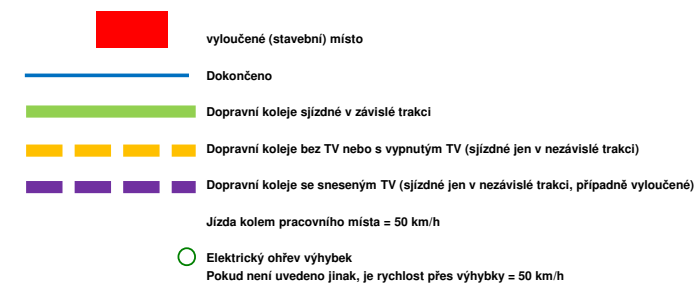 vyloučené (stavební) místo
Dokončeno
Dopravní koleje sjízdné v závislé trakci
Dopravní koleje bez TV nebo s vypnutým TV (sjízdné jen v nezávislé trakci)
Dopravní koleje se sneseným TV (sjízdné jen v nezávislé trakci, případně vyloučené)
Jízda kolem pracovního místa = 50 km/h
Elektrický ohřev výhybek
Pokud není uvedeno jinak, je rychlost přes výhybky = 50 km/h